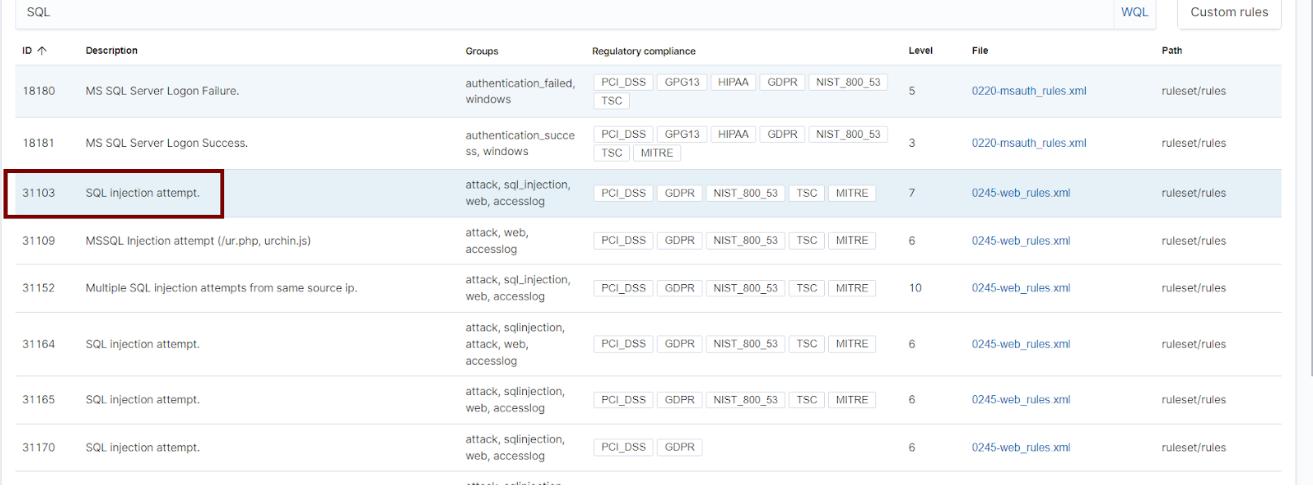 SQL WQL Custom rules
ID ↑ Description Groups Regulatory compliance Level File Path
18180 MS SQL Server Logon Failure. authentication_failed, PCI_DSS GPG13 HIPAA GDPR NIST_800_53 5 0220-msauth_rules.xml ruleset/rules
windows TSC
18181 MS SQL Server Logon Success. authentication_succe PCI_DSS GPG13 HIPAA GDPR NIST_800_53 3 0220-msauth_rules.xml ruleset/rules
ss, windows TSC MITRE
31103 SQL injection attempt. attack, sql_injection, PCI_DSS GDPR NIST_800_53 TSC MITRE 7 0245-web_rules.xml ruleset/rules
web, accesslog
31109 MSSQL Injection attempt (/ur.php, urchin.js) attack, web, PCI_DSS GDPR NIST_800_53 TSC MITRE 6 0245-web_rules.xml ruleset/rules
accesslog
31152 Multiple SQL injection attempts from same source ip. attack, sql_injection, PCI_DSS GDPR NIST_800_53 TSC MITRE 10 0245-web_rules.xml ruleset/rules
web, accesslog
31164 SQL injection attempt. attack, sqlinjection, PCI_DSS GDPR NIST_800_53 TSC MITRE 6 0245-web_rules.xml ruleset/rules
attack, web,
accesslog
31165 SQL injection attempt. attack, sqlinjection, PCI_DSS GDPR NIST_800_53 TSC MITRE 6 0245-web_rules.xml ruleset/rules
web, accesslog
31170 SQL injection attempt. attack, sqlinjection, PCI_DSS GDPR 6 0245-web_rules.xml ruleset/rules
web, accesslog